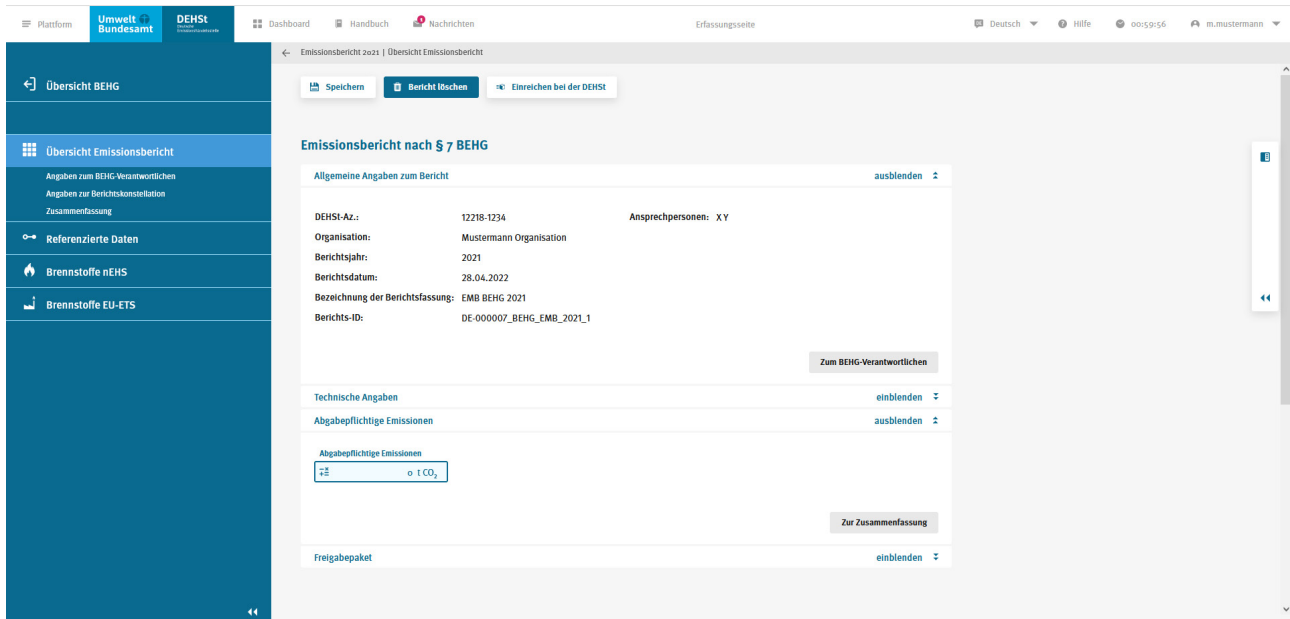 Plattform Umwelt Bundesamt DEHSt Deutsche Emissionshandelsstelle Dashboard Handbuch 1 Nachrichten Erfassungsseite Deutsch Hilfe 00:59:56 m.mustermann
Emissionsbericht 2021 | Übersicht Emissionsbericht
Übersicht BEHG
Übersicht Emissionsbericht
Angaben zum BEHG-Verantwortlichen
Angaben zur Berichtskonstellation
Zusammenfassung
Referenzierte Daten
Brennstoffe nEHS
Brennstoffe EU-ETS
Speichern Bericht löschen Einreichen bei der DEHSt
Emissionsbericht nach § 7 BEHG
Allgemeine Angaben zum Bericht ausblenden
DEHSt-Az.: 12218-1234 Ansprechpersonen: X Y
Organisation: Mustermann Organisation
Berichtsjahr: 2021
Berichtsdatum: 28.04.2022
Bezeichnung der Berichtsfassung: EMB BEHG 2021
Berichts-ID: DE-000007_BEHG_EMB_2021_1
Zum BEHG-Verantwortlichen
Technische Angaben einblenden
Abgabepflichtige Emissionen ausblenden
Abgabepflichtige Emissionen
0 t CO₂
Zur Zusammenfassung
Freigabepaket einblenden